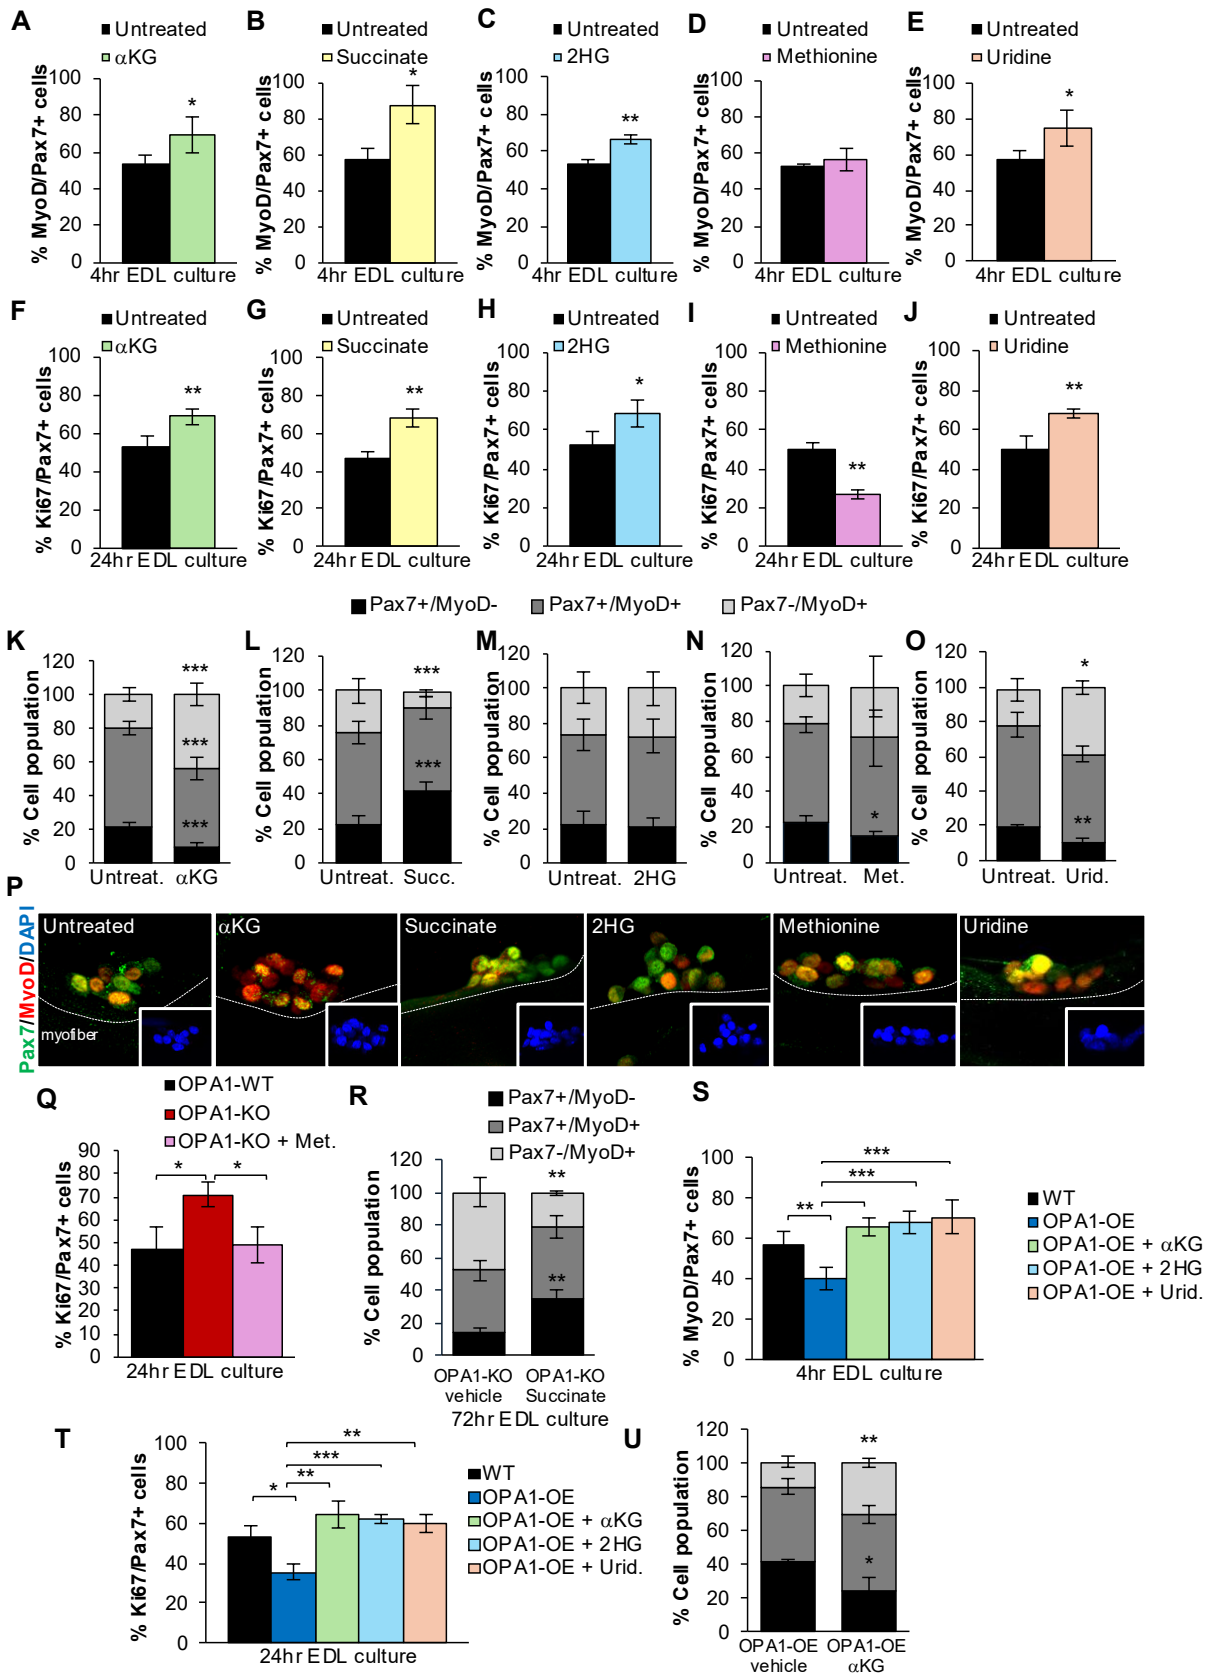 A
Untreated
αKG
% MyoD/Pax7+ cells
100
80
60
40
20
0
*
4hr EDL culture
B
Untreated
Succinate
% MyoD/Pax7+ cells
100
80
60
40
20
0
*
4hr EDL culture
C
Untreated
2HG
% MyoD/Pax7+ cells
100
80
60
40
20
0
**
4hr EDL culture
D
Untreated
Methionine
% MyoD/Pax7+ cells
100
80
60
40
20
0
4hr EDL culture
E
Untreated
Uridine
% MyoD/Pax7+ cells
100
80
60
40
20
0
*
4hr EDL culture
F
Untreated
αKG
% Ki67/Pax7+ cells
100
80
60
40
20
0
**
24hr EDL culture
G
Untreated
Succinate
% Ki67/Pax7+ cells
100
80
60
40
20
0
**
24hr EDL culture
H
Untreated
2HG
% Ki67/Pax7+ cells
100
80
60
40
20
0
*
24hr EDL culture
I
Untreated
Methionine
% Ki67/Pax7+ cells
100
80
60
40
20
0
**
24hr EDL culture
J
Untreated
Uridine
% Ki67/Pax7+ cells
100
80
60
40
20
0
**
24hr EDL culture
Pax7+/MyoD- Pax7+/MyoD+ Pax7-/MyoD+
K
% Cell population
120
100
80
60
40
20
0
***
***
***
Untreat. αKG
L
% Cell population
120
100
80
60
40
20
0
***
***
Untreat. Succ.
M
% Cell population
120
100
80
60
40
20
0
Untreat. 2HG
N
% Cell population
120
100
80
60
40
20
0
*
Untreat. Met.
O
% Cell population
120
100
80
60
40
20
0
*
**
Untreat. Urid.
P
Pax7/MyoD/DAPI
Untreated
myofiber
αKG
Succinate
2HG
Methionine
Uridine
Q
OPA1-WT
OPA1-KO
OPA1-KO + Met.
% Ki67/Pax7+ cells
90
80
70
60
50
40
30
20
10
0
* *
24hr EDL culture
R
Pax7+/MyoD-
Pax7+/MyoD+
Pax7-/MyoD+
% Cell population
120
100
80
60
40
20
0
**
**
OPA1-KO OPA1-KO
vehicle Succinate
72hr EDL culture
S
% MyoD/Pax7+ cells
100
80
60
40
20
0
***
***
**
4hr EDL culture
WT
OPA1-OE
OPA1-OE + αKG
OPA1-OE + 2HG
OPA1-OE + Urid.
T
% Ki67/Pax7+ cells
100
80
60
40
20
0
**
***
**
*
24hr EDL culture
WT
OPA1-OE
OPA1-OE + αKG
OPA1-OE + 2HG
OPA1-OE + Urid.
U
% Cell population
120
100
80
60
40
20
0
**
*
OPA1-OE OPA1-OE
vehicle αKG